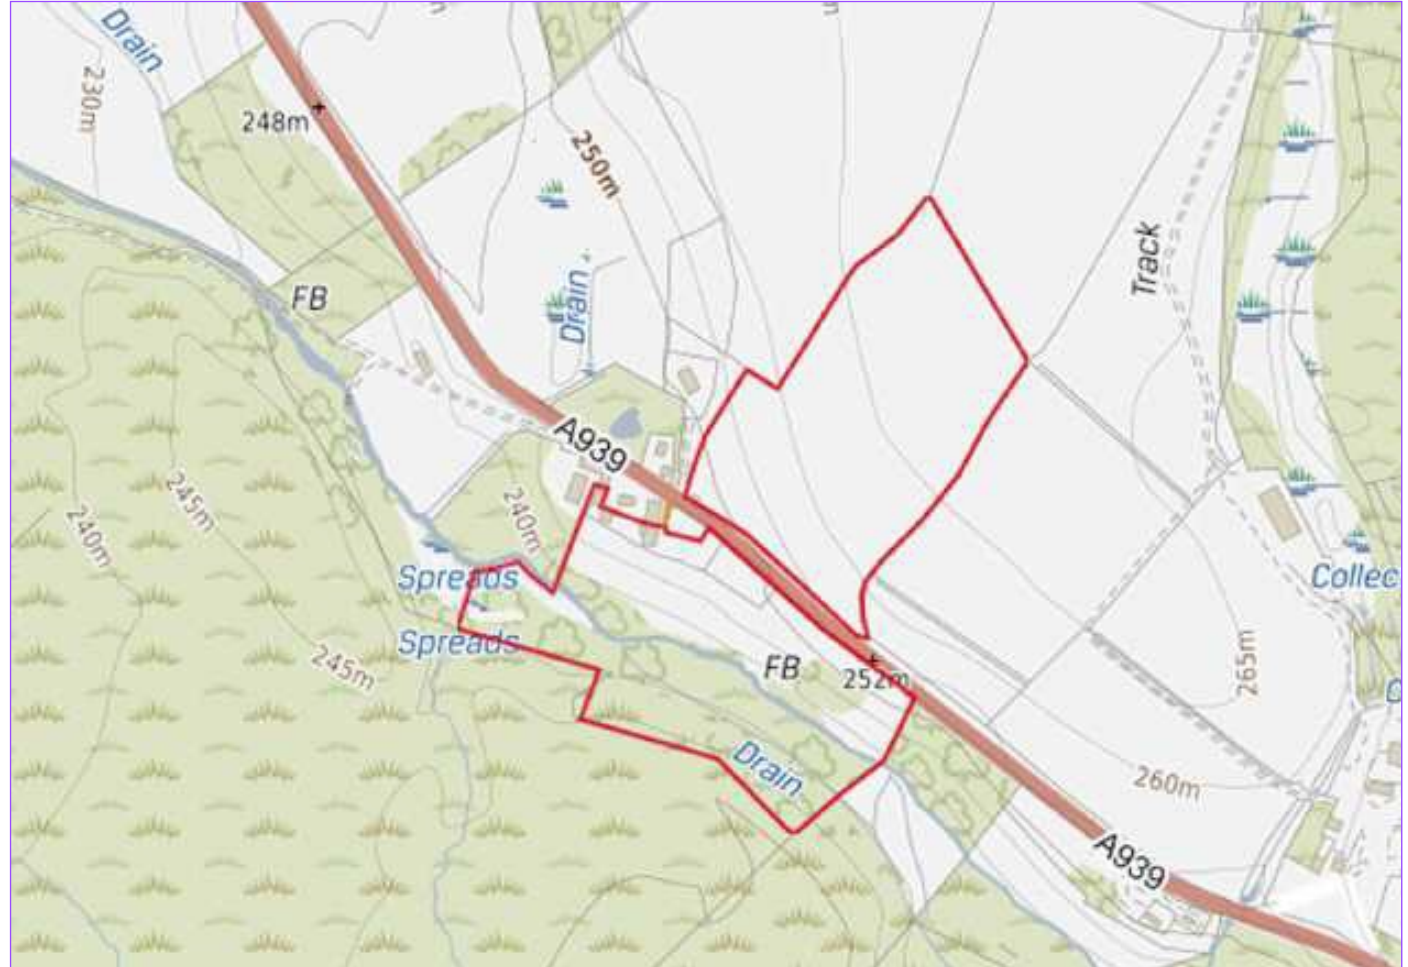 Drain
230m
248m
250m
Track
FB
Drain
A939
240m
245m
240m
Spreads
Spreads
245m
FB
252m
Drain
Collec
265m
260m
A939